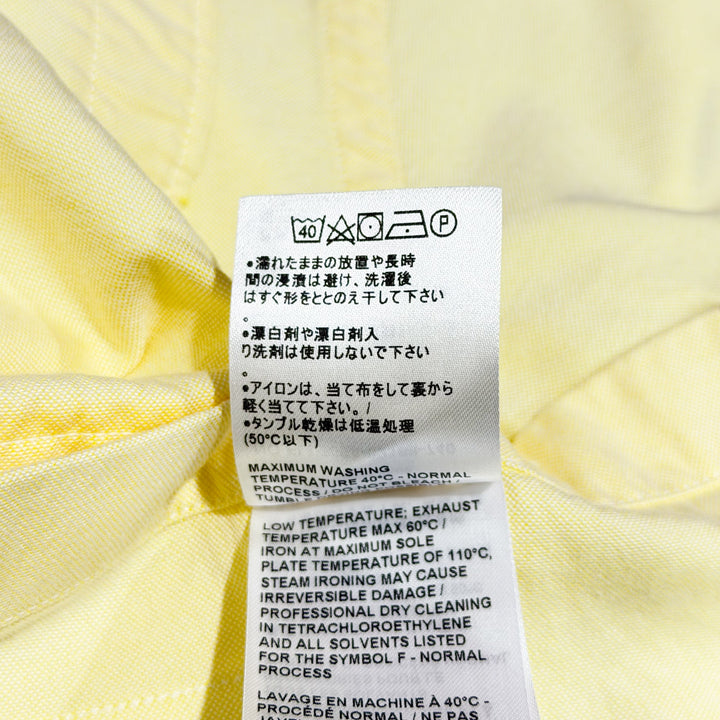 40 P
•濡れたままの放置や長時
間の浸漬は避け、洗濯後
はすぐ形をととのえ干して下さい
。
•漂白剤や漂白剤入
り洗剤は使用しないで下さい
。
•アイロンは、当て布をして裏から
軽く当てて下さい。/
•タンブル乾燥は低温処理
(50°C以下)
MAXIMUM WASHING
TEMPERATURE 40°C - NORMAL
PROCESS / DO NOT BLEACH /
TUMBLE
LOW TEMPERATURE; EXHAUST
TEMPERATURE MAX 60°C /
IRON AT MAXIMUM SOLE
PLATE TEMPERATURE OF 110°C,
STEAM IRONING MAY CAUSE
IRREVERSIBLE DAMAGE /
PROFESSIONAL DRY CLEANING
IN TETRACHLOROETHYLENE
AND ALL SOLVENTS LISTED
FOR THE SYMBOL F - NORMAL
PROCESS
LAVAGE EN MACHINE À 40°C -
PROCÉDÉ NORMAL / NE PAS